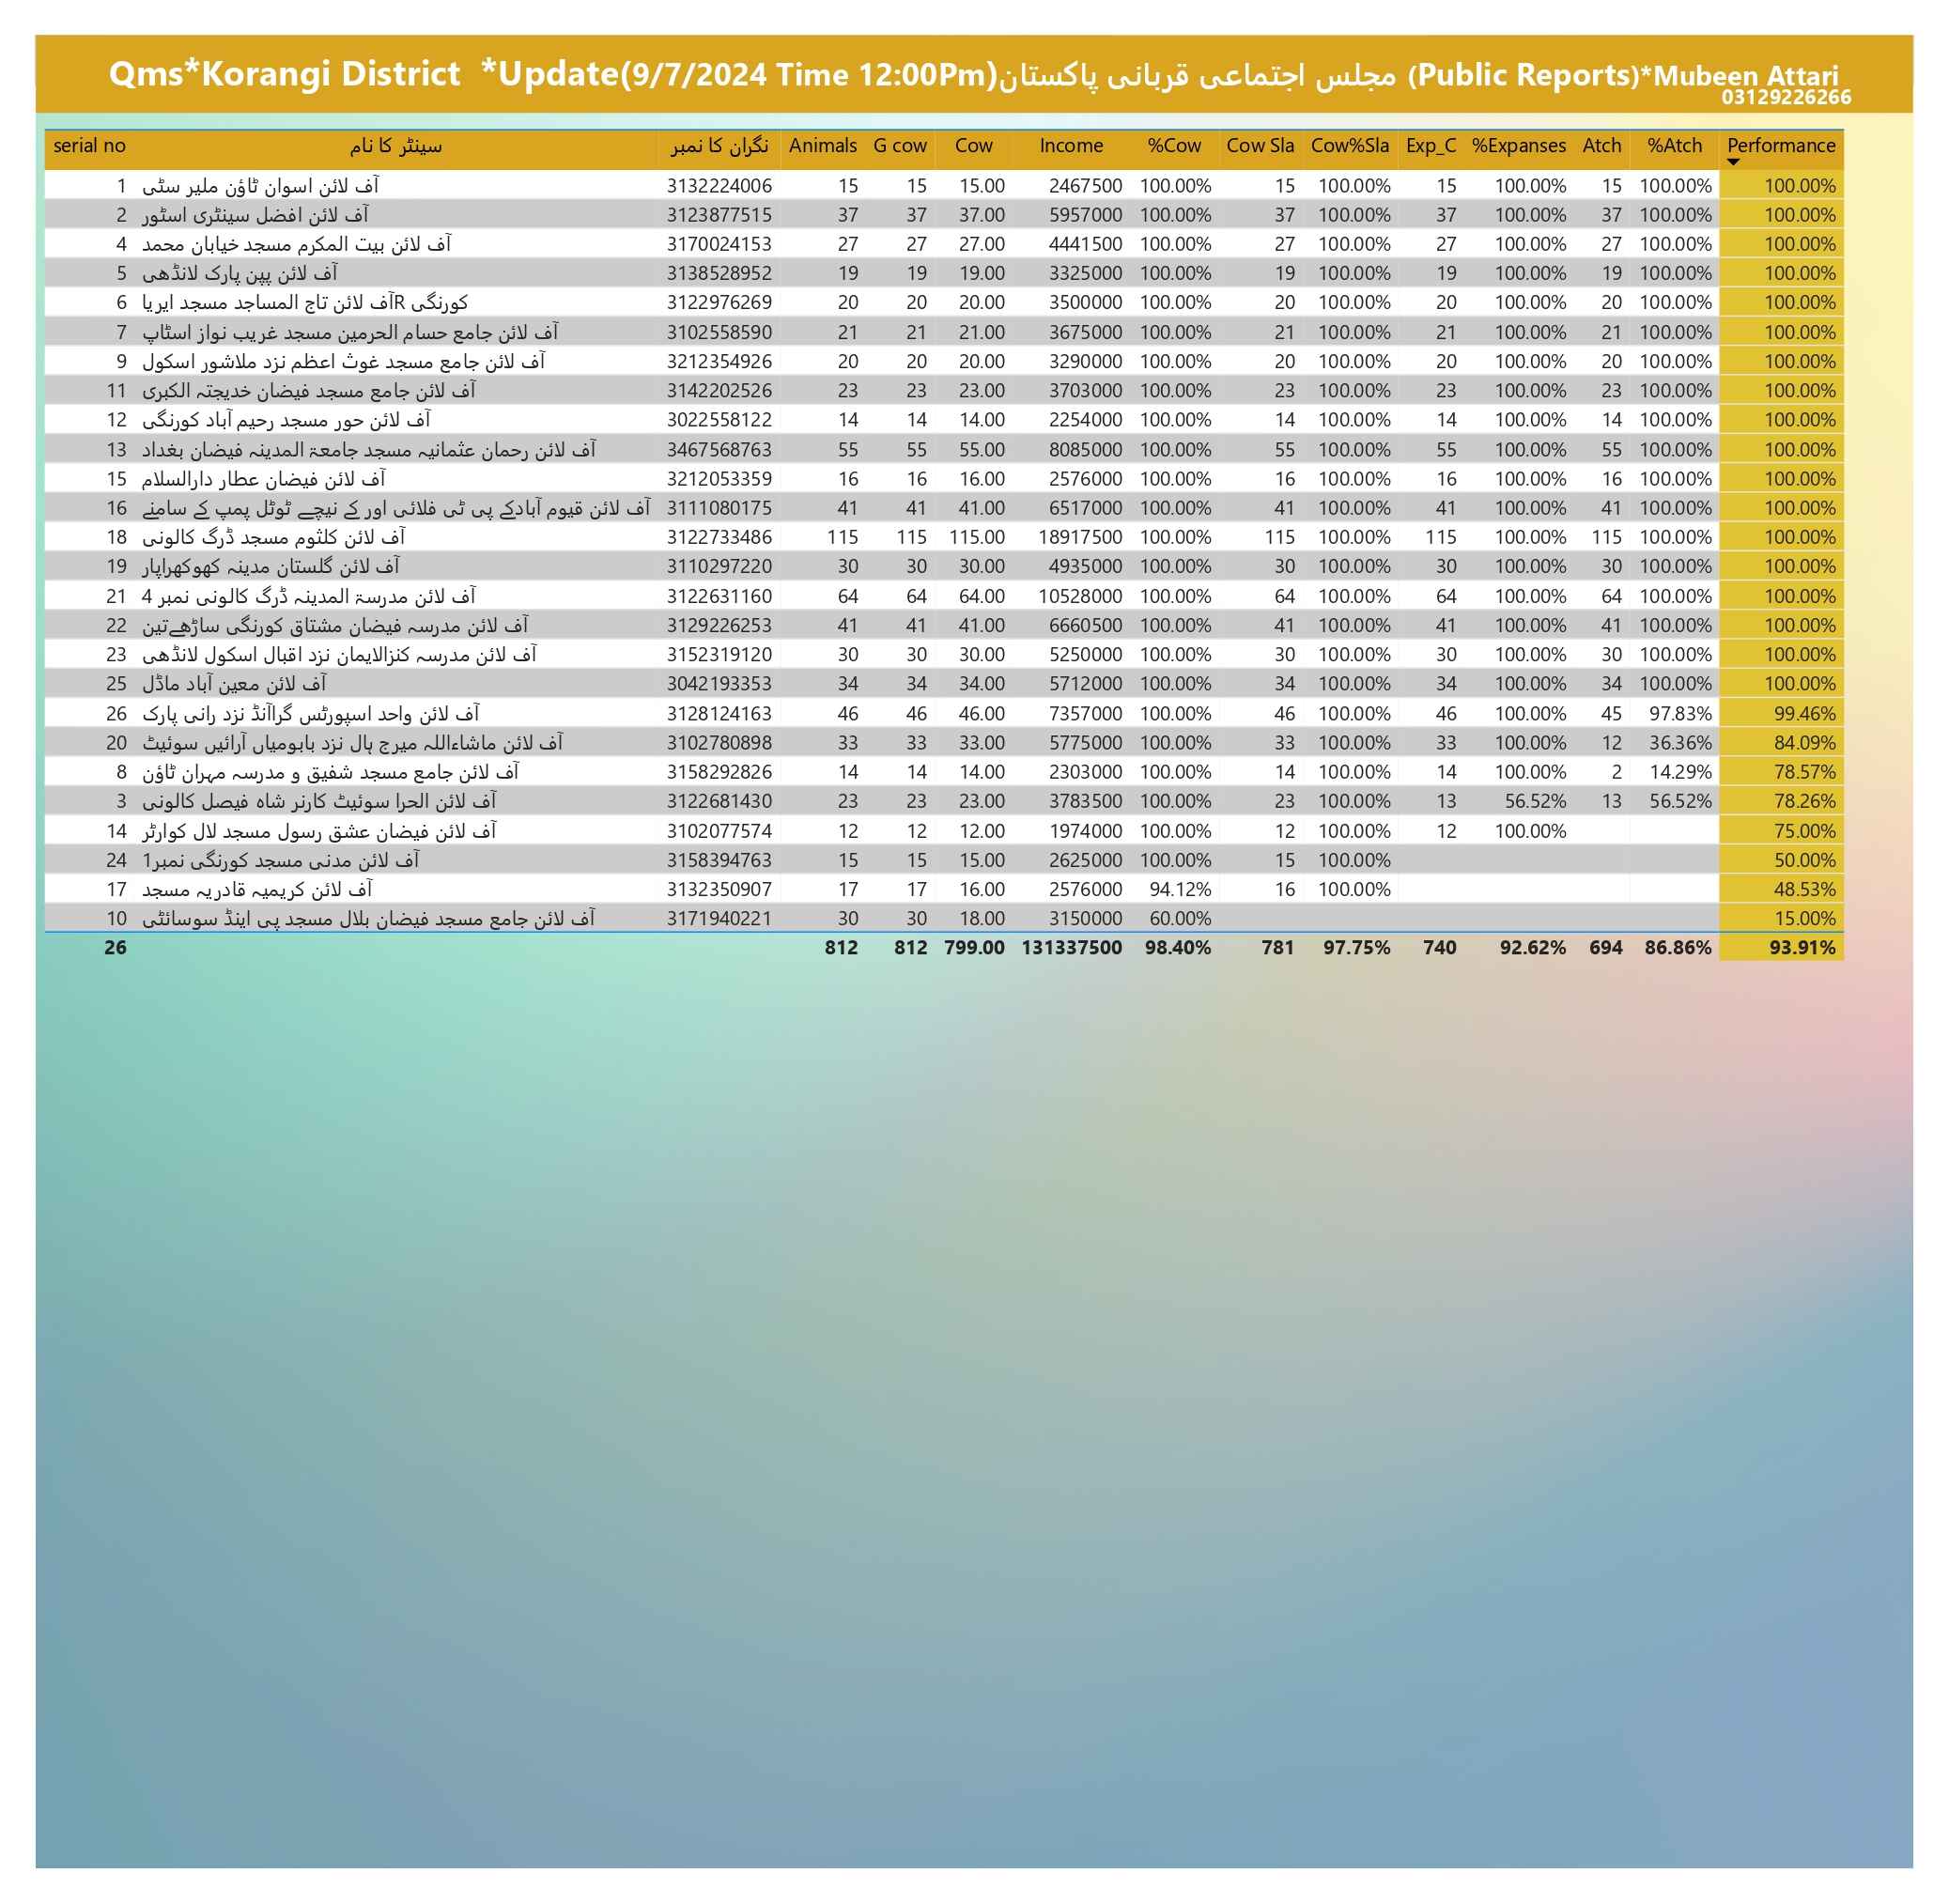 Qms*Korangi District *Update(9/7/2024 Time 12:00Pm)مجلس اجتماعی قربانی پاکستان (Public Reports)*Mubeen Attari
03129226266
serial no سینٹر کا نام نگران کا نمبر Animals G cow Cow Income %Cow Cow Sla Cow%Sla Exp_C %Expanses Atch %Atch Performance
1 آف لائن اسوان ٹاؤن ملیر سٹی 3132224006 15 15 15.00 2467500 100.00% 15 100.00% 15 100.00% 15 100.00% 100.00%
2 آف لائن افضل سینٹری اسٹور 3123877515 37 37 37.00 5957000 100.00% 37 100.00% 37 100.00% 37 100.00% 100.00%
4 آف لائن بیت المکرم مسجد خیابان محمد 3170024153 27 27 27.00 4441500 100.00% 27 100.00% 27 100.00% 27 100.00% 100.00%
5 آف لائن پپن پارک لانڈھی 3138528952 19 19 19.00 3325000 100.00% 19 100.00% 19 100.00% 19 100.00% 100.00%
6 آف لائن تاج المساجد مسجد ایریاR کورنگی 3122976269 20 20 20.00 3500000 100.00% 20 100.00% 20 100.00% 20 100.00% 100.00%
7 آف لائن جامع حسام الحرمین مسجد غریب نواز اسٹاپ 3102558590 21 21 21.00 3675000 100.00% 21 100.00% 21 100.00% 21 100.00% 100.00%
9 آف لائن جامع مسجد غوث اعظم نزد ملاشور اسکول 3212354926 20 20 20.00 3290000 100.00% 20 100.00% 20 100.00% 20 100.00% 100.00%
11 آف لائن جامع مسجد فیضان خدیجتہ الکبری 3142202526 23 23 23.00 3703000 100.00% 23 100.00% 23 100.00% 23 100.00% 100.00%
12 آف لائن حور مسجد رحیم آباد کورنگی 3022558122 14 14 14.00 2254000 100.00% 14 100.00% 14 100.00% 14 100.00% 100.00%
13 آف لائن رحمان عثمانیہ مسجد جامعۃ المدینہ فیضان بغداد 3467568763 55 55 55.00 8085000 100.00% 55 100.00% 55 100.00% 55 100.00% 100.00%
15 آف لائن فیضان عطار دارالسلام 3212053359 16 16 16.00 2576000 100.00% 16 100.00% 16 100.00% 16 100.00% 100.00%
16 آف لائن قیوم آبادکے پی ٹی فلائی اور کے نیچے ٹوٹل پمپ کے سامنے 3111080175 41 41 41.00 6517000 100.00% 41 100.00% 41 100.00% 41 100.00% 100.00%
18 آف لائن کلثوم مسجد ڈرگ کالونی 3122733486 115 115 115.00 18917500 100.00% 115 100.00% 115 100.00% 115 100.00% 100.00%
19 آف لائن گلستان مدینہ کھوکھراپار 3110297220 30 30 30.00 4935000 100.00% 30 100.00% 30 100.00% 30 100.00% 100.00%
21 آف لائن مدرسۃ المدینہ ڈرگ کالونی نمبر 4 3122631160 64 64 64.00 10528000 100.00% 64 100.00% 64 100.00% 64 100.00% 100.00%
22 آف لائن مدرسہ فیضان مشتاق کورنگی ساڑھےتین 3129226253 41 41 41.00 6660500 100.00% 41 100.00% 41 100.00% 41 100.00% 100.00%
23 آف لائن مدرسہ کنزالایمان نزد اقبال اسکول لانڈھی 3152319120 30 30 30.00 5250000 100.00% 30 100.00% 30 100.00% 30 100.00% 100.00%
25 آف لائن معین آباد ماڈل 3042193353 34 34 34.00 5712000 100.00% 34 100.00% 34 100.00% 34 100.00% 100.00%
26 آف لائن واحد اسپورٹس گراآنڈ نزد رانی پارک 3128124163 46 46 46.00 7357000 100.00% 46 100.00% 46 100.00% 45 97.83% 99.46%
20 آف لائن ماشاءاللہ میرج ہال نزد بابومیاں آرائیں سوئیٹ 3102780898 33 33 33.00 5775000 100.00% 33 100.00% 33 100.00% 12 36.36% 84.09%
8 آف لائن جامع مسجد شفیق و مدرسہ مہران ٹاؤن 3158292826 14 14 14.00 2303000 100.00% 14 100.00% 14 100.00% 2 14.29% 78.57%
3 آف لائن الحرا سوئیٹ کارنر شاہ فیصل کالونی 3122681430 23 23 23.00 3783500 100.00% 23 100.00% 13 56.52% 13 56.52% 78.26%
14 آف لائن فیضان عشق رسول مسجد لال کوارٹر 3102077574 12 12 12.00 1974000 100.00% 12 100.00% 12 100.00% 75.00%
24 آف لائن مدنی مسجد کورنگی نمبر1 3158394763 15 15 15.00 2625000 100.00% 15 100.00% 50.00%
17 آف لائن کریمیہ قادریہ مسجد 3132350907 17 17 16.00 2576000 94.12% 16 100.00% 48.53%
10 آف لائن جامع مسجد فیضان بلال مسجد پی اینڈ سوسائٹی 3171940221 30 30 18.00 3150000 60.00% 15.00%
26 812 812 799.00 131337500 98.40% 781 97.75% 740 92.62% 694 86.86% 93.91%